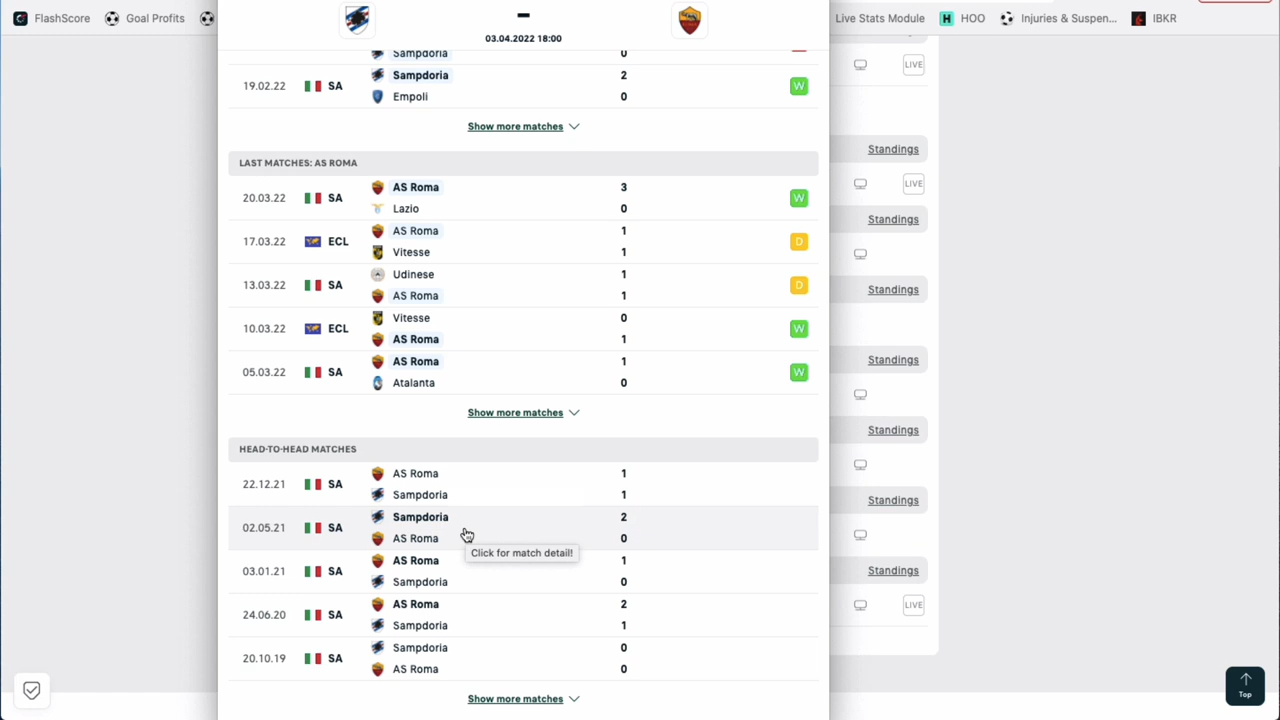 FlashScore
Goal Profits
Live Stats Module
HOO
Injuries & Suspen...
IBKR
–
03.04.2022 18:00
Sampdoria 0
19.02.22 SA Sampdoria 2 W
Empoli 0
Show more matches
LAST MATCHES: AS ROMA
20.03.22 SA AS Roma 3 W
Lazio 0
17.03.22 ECL AS Roma 1 D
Vitesse 1
13.03.22 SA Udinese 1 D
AS Roma 1
10.03.22 ECL Vitesse 0 W
AS Roma 1
05.03.22 SA AS Roma 1 W
Atalanta 0
Show more matches
HEAD-TO-HEAD MATCHES
22.12.21 SA AS Roma 1
Sampdoria 1
02.05.21 SA Sampdoria 2
AS Roma 0
Click for match detail!
03.01.21 SA AS Roma 1
Sampdoria 0
24.06.20 SA AS Roma 2
Sampdoria 1
20.10.19 SA Sampdoria 0
AS Roma 0
Show more matches
LIVE
Standings
LIVE
Standings
Standings
Standings
Standings
Standings
Standings
LIVE
Top